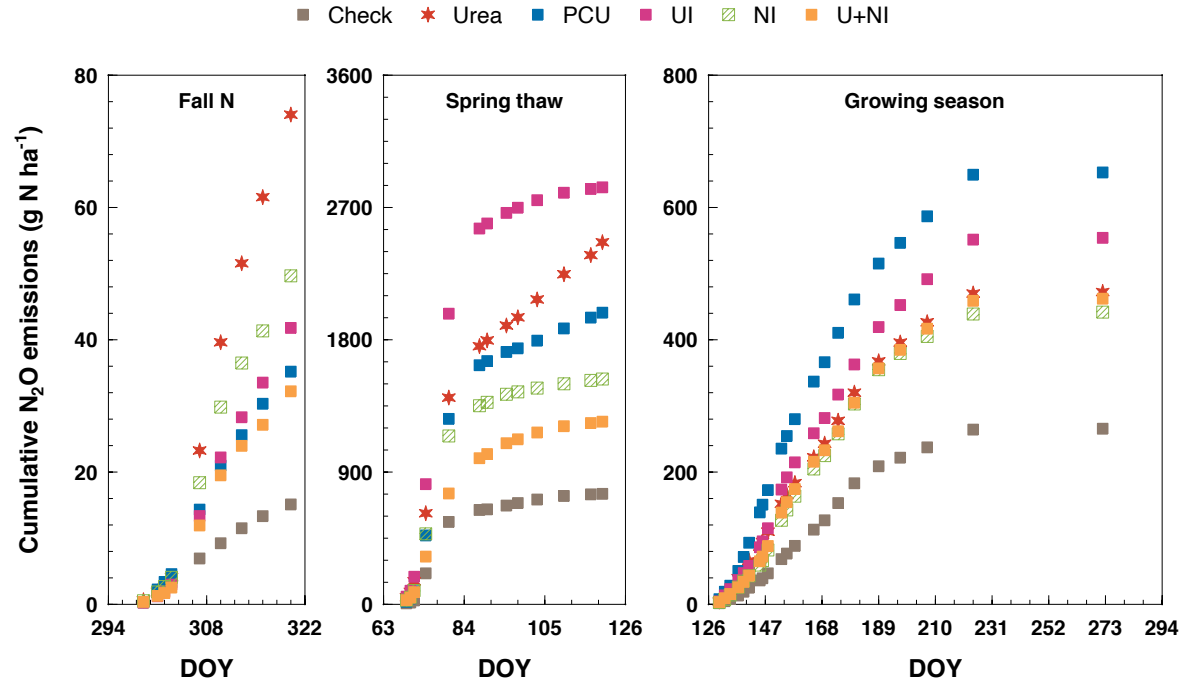 Check Urea PCU UI NI U+NI
Cumulative N₂O emissions (g N ha⁻¹)
Fall N
80
60
40
20
0
294 308 322
DOY
Spring thaw
3600
2700
1800
900
0
63 84 105 126
DOY
Growing season
800
600
400
200
0
126 147 168 189 210 231 252 273 294
DOY